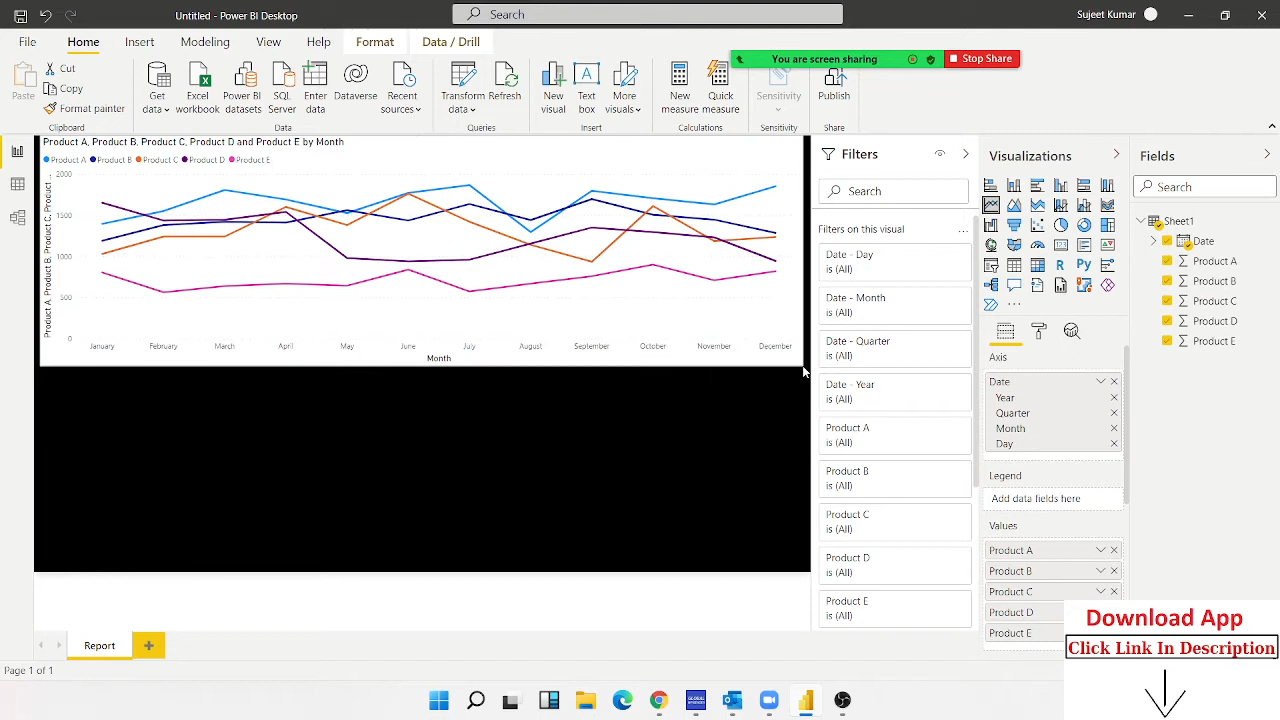 Untitled - Power BI Desktop
Search
Sujeet Kumar
File Home Insert Modeling View Help Format Data / Drill
You are screen sharing
Stop Share
Paste
Cut
Copy
Format painter
Clipboard
Get data
Excel workbook
Power BI datasets
SQL Server
Enter data
Dataverse
Recent sources
Data
Transform data
Refresh
Queries
New visual
Text box
More visuals
Insert
New measure
Quick measure
Calculations
Sensitivity
Sensitivity
Publish
Share
Product A, Product B, Product C, Product D and Product E by Month
Product A Product B Product C Product D Product E
Product A, Product B, Product C, Product ...
2000
1500
1000
500
0
January February March April May June July August September October November December
Month
Filters
Search
Filters on this visual
...
Date - Day
is (All)
Date - Month
is (All)
Date - Quarter
is (All)
Date - Year
is (All)
Product A
is (All)
Product B
is (All)
Product C
is (All)
Product D
is (All)
Product E
is (All)
Visualizations
R Py
123
...
Axis
Date
Year
Quarter
Month
Day
Legend
Add data fields here
Values
Product A
Product B
Product C
Product D
Product E
Fields
Search
Sheet1
Date
Product A
Product B
Product C
Product D
Product E
Download App
Click Link In Description
Report
Page 1 of 1